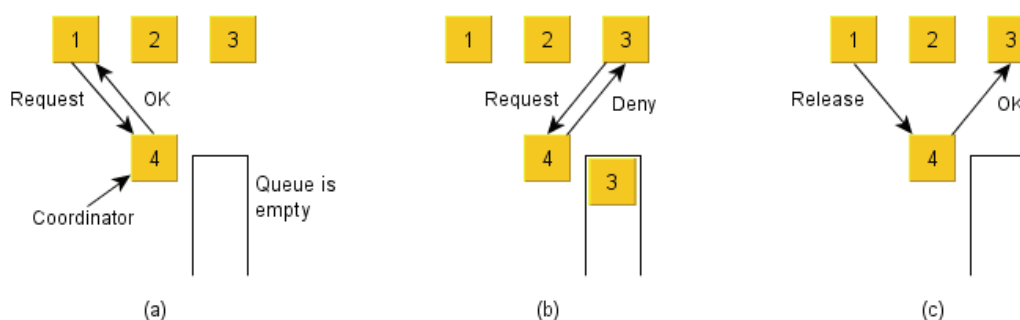 1 2 3
Request OK
4
Coordinator
Queue is
empty
(a)
1 2 3
Request Deny
4
3
(b)
1 2 3
Release OK
4
(c)